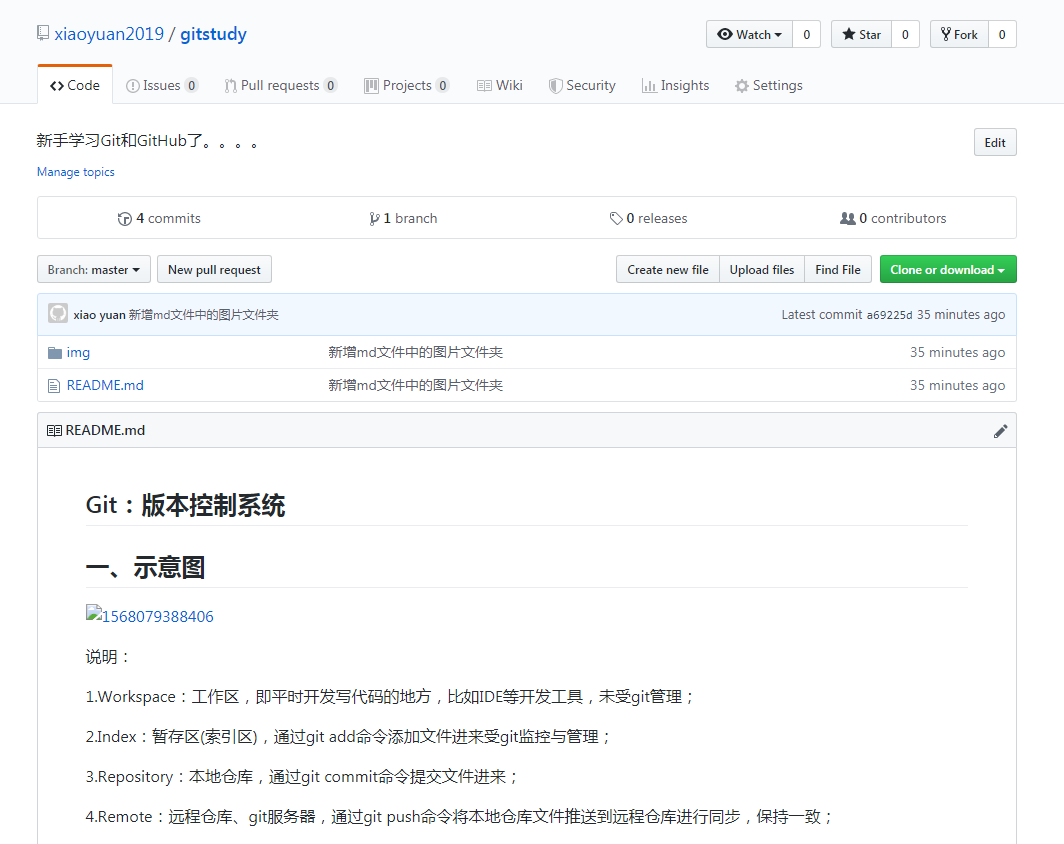 xiaoyuan2019 / gitstudy
Watch 0 Star 0 Fork 0
Code Issues 0 Pull requests 0 Projects 0 Wiki Security Insights Settings
新手学习Git和GitHub了。。。。 Edit
Manage topics
4 commits 1 branch 0 releases 0 contributors
Branch: master New pull request Create new file Upload files Find File Clone or download
xiao yuan 新增md文件中的图片文件夹 Latest commit a69225d 35 minutes ago
img 新增md文件中的图片文件夹 35 minutes ago
README.md 新增md文件中的图片文件夹 35 minutes ago
README.md
Git：版本控制系统
一、示意图
1568079388406
说明：
1.Workspace：工作区，即平时开发写代码的地方，比如IDE等开发工具，未受git管理；
2.Index：暂存区(索引区)，通过git add命令添加文件进来受git监控与管理；
3.Repository：本地仓库，通过git commit命令提交文件进来；
4.Remote：远程仓库、git服务器，通过git push命令将本地仓库文件推送到远程仓库进行同步，保持一致；